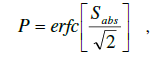 P = erfc[S_abs/√2] ,